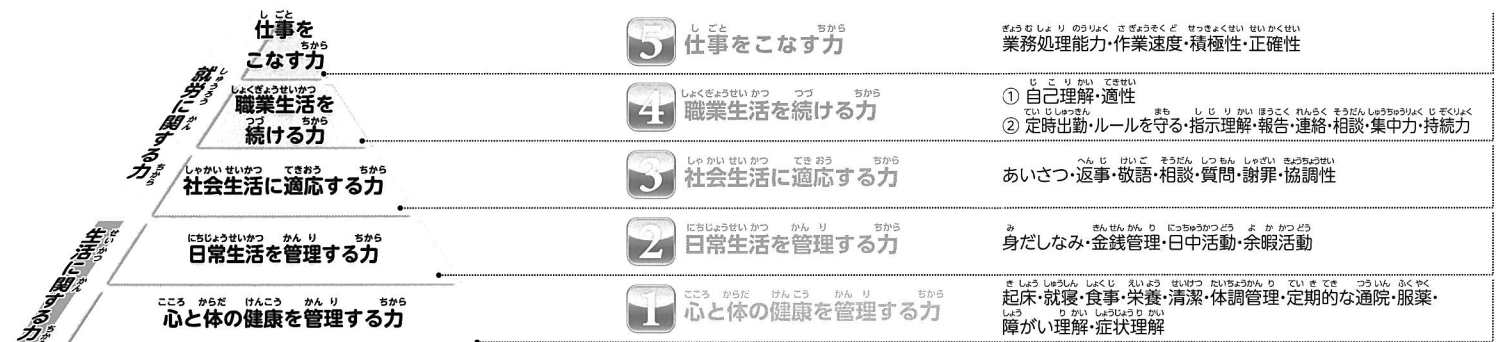 仕事を
こなす力
職業生活を
続ける力
社会生活に適応する力
日常生活を管理する力
心と体の健康を管理する力
就労に関する力
生活に関する力
5 仕事をこなす力
業務処理能力・作業速度・積極性・正確性
4 職業生活を続ける力
① 自己理解・適性
② 定時出勤・ルールを守る・指示理解・報告・連絡・相談・集中力・持続力
3 社会生活に適応する力
あいさつ・返事・敬語・相談・質問・謝罪・協調性
2 日常生活を管理する力
身だしなみ・金銭管理・日中活動・余暇活動
1 心と体の健康を管理する力
起床・就寝・食事・栄養・清潔・体調管理・定期的な通院・服薬・
障がい理解・症状理解